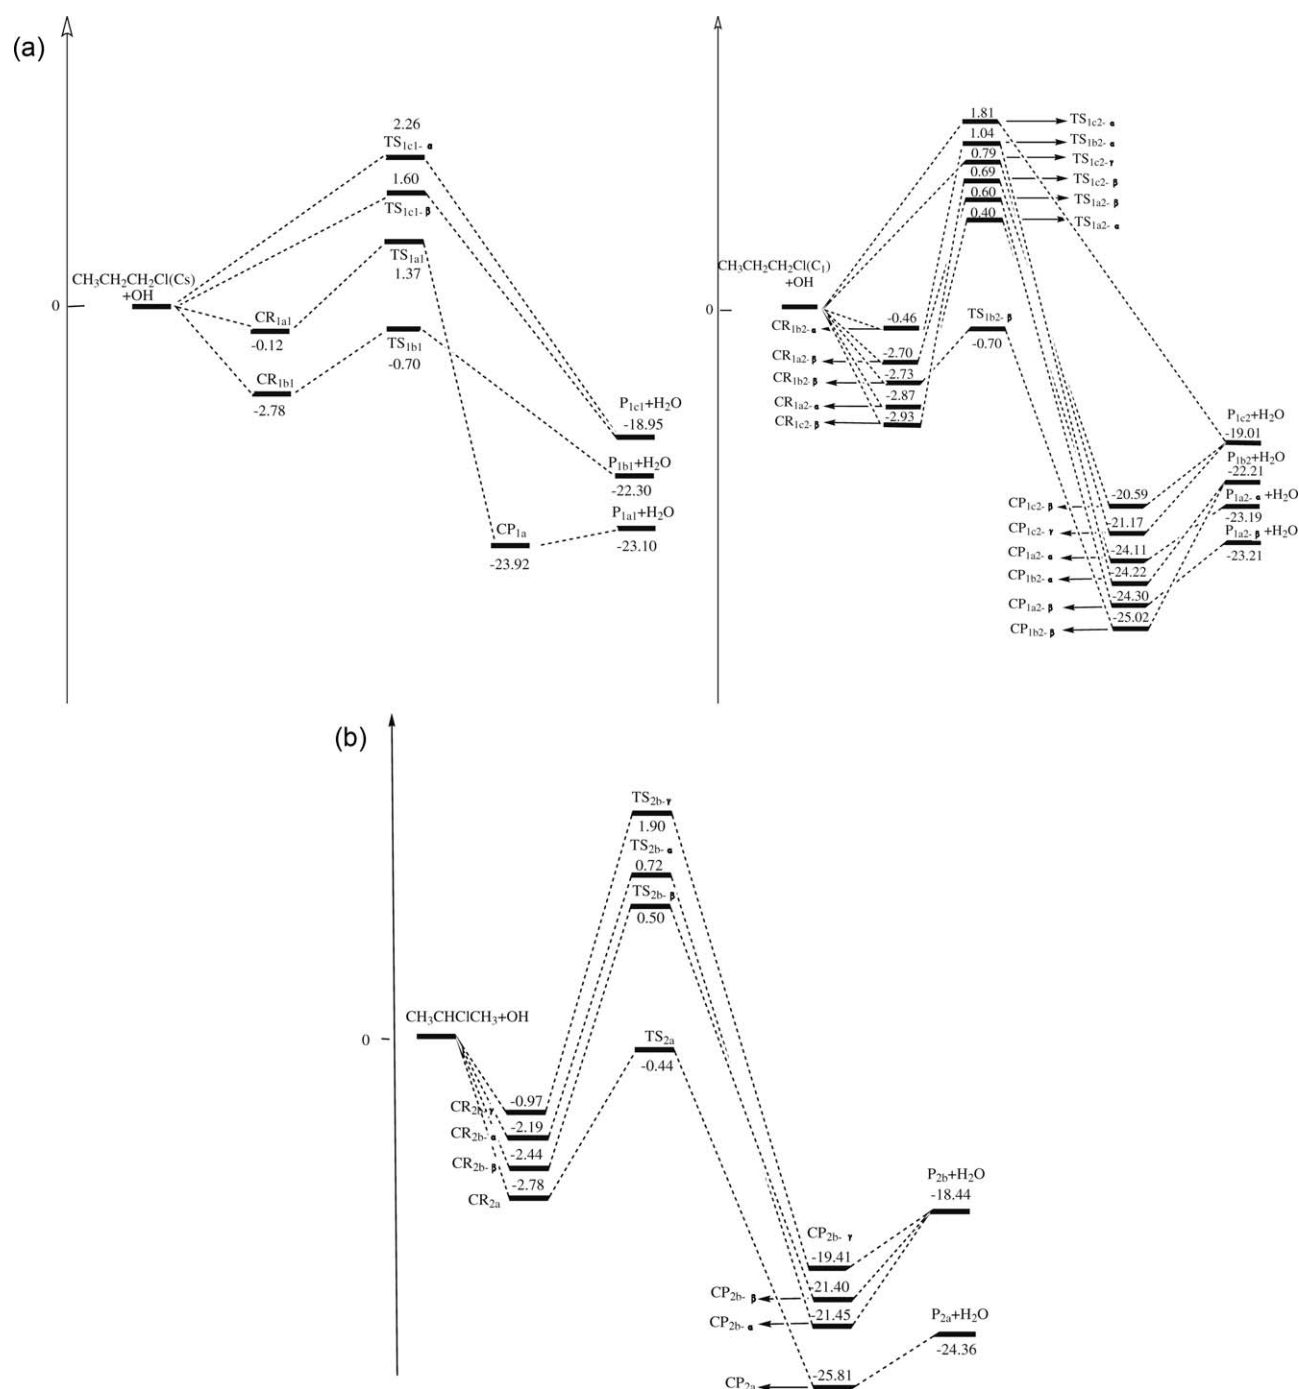 (a)
2.26
TS1c1-α
1.60
TS1c1-β
TS1a1
1.37
CH3CH2CH2Cl(Cs)
+OH
0
CR1a1
-0.12
TS1b1
-0.70
CR1b1
-2.78
P1c1+H2O
-18.95
P1b1+H2O
-22.30
P1a1+H2O
-23.10
CP1a
-23.92
1.81
TS1c2-α
1.04
TS1b2-α
0.79
TS1c2-γ
0.69
TS1c2-β
0.60
TS1a2-β
0.40
TS1a2-α
CH3CH2CH2Cl(C1)
+OH
0
-0.46
CR1b2-α
TS1b2-β
-0.70
-2.70
CR1a2-β
-2.73
CR1b2-β
-2.87
CR1a2-α
-2.93
CR1c2-β
P1c2+H2O
-19.01
P1b2+H2O
-22.21
P1a2-α+H2O
-23.19
P1a2-β+H2O
-23.21
-20.59
CP1c2-β
-21.17
CP1c2-γ
-24.11
CP1a2-α
-24.22
CP1b2-α
-24.30
CP1a2-β
-25.02
CP1b2-β
(b)
TS2b-γ
1.90
TS2b-α
0.72
TS2b-β
0.50
CH3CHClCH3+OH
0
TS2a
-0.44
-0.97
CR2b-γ
-2.19
CR2b-α
-2.44
CR2b-β
-2.78
CR2a
P2b+H2O
-18.44
CP2b-γ
-19.41
-21.40
CP2b-β
-21.45
CP2b-α
P2a+H2O
-24.36
-25.81
CP2a